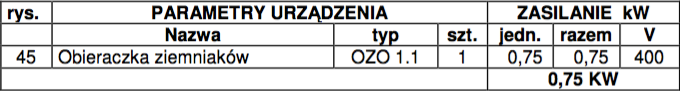 rys. PARAMETRY URZĄDZENIA ZASILANIE kW
Nazwa typ szt. jedn. razem V
45 Obieraczka ziemniaków OZO 1.1 1 0,75 0,75 400
0,75 KW